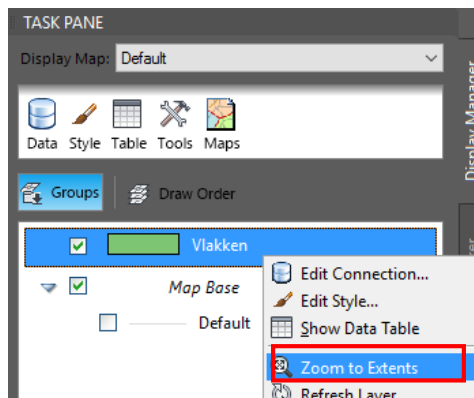 TASK PANE
Display Map: Default
Data Style Table Tools Maps
Groups Draw Order
Vlakken
Map Base
Default
Edit Connection...
Edit Style...
Show Data Table
Zoom to Extents
Refresh Layer
Display Manager